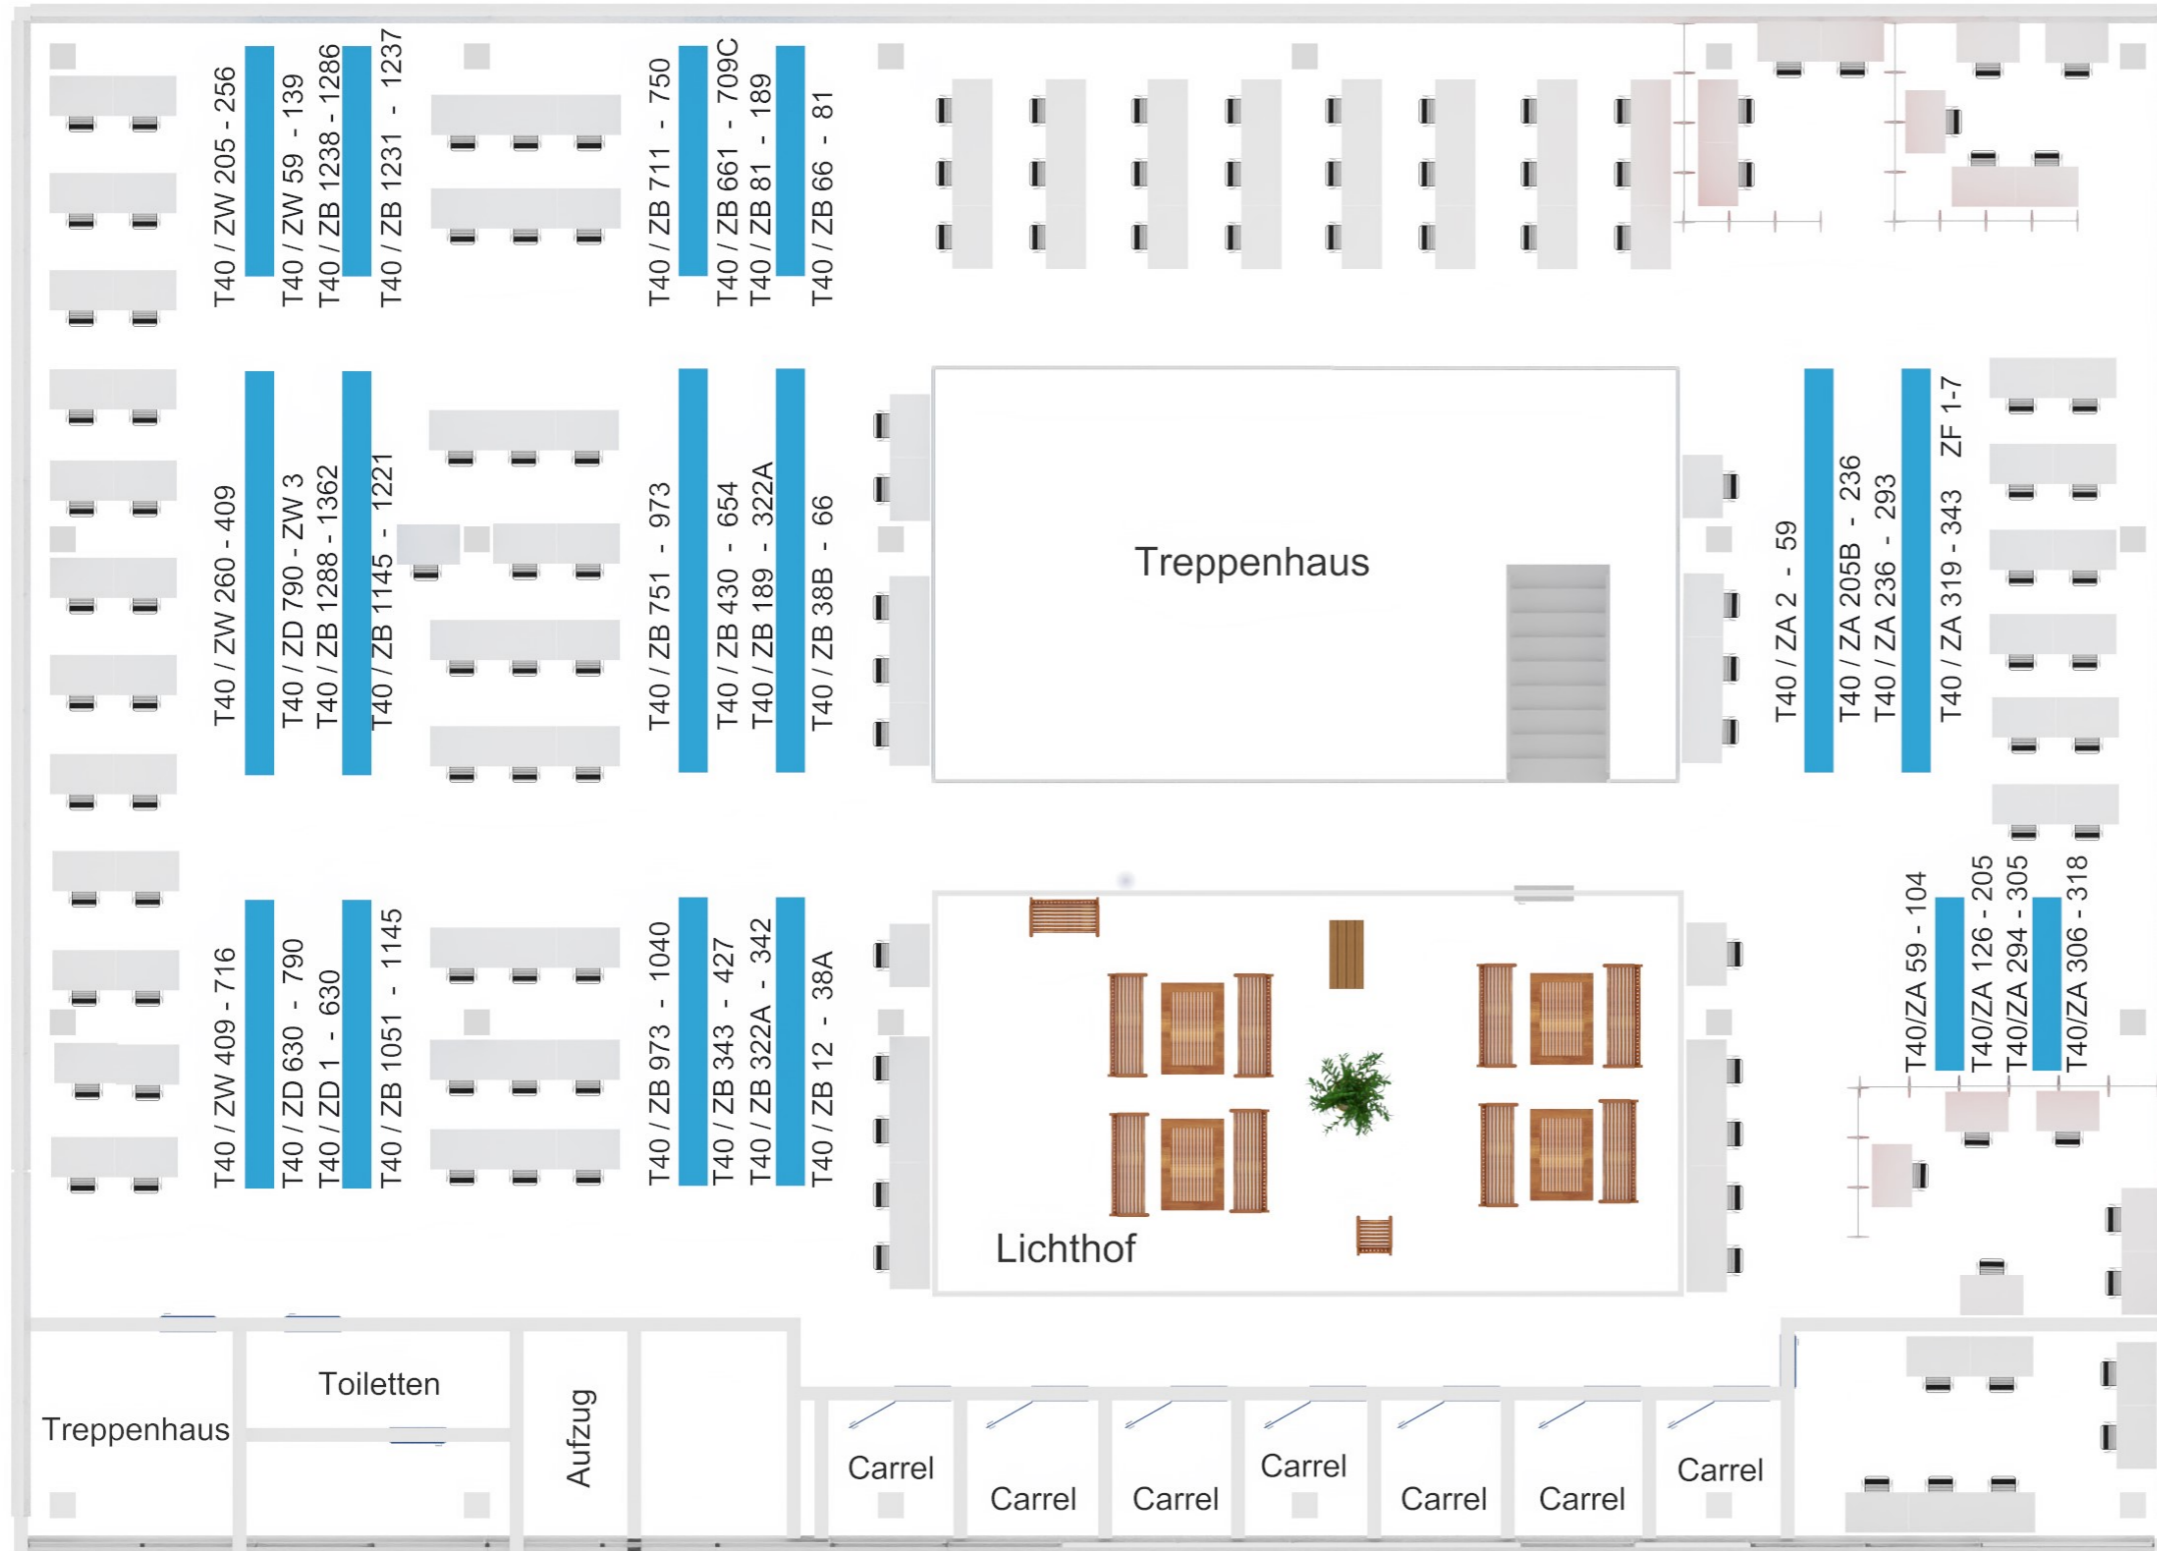 T40 / ZW 205 - 256
T40 / ZW 59 - 139
T40 / ZB 1238 - 1286
T40 / ZB 1231 - 1237
T40 / ZB 711 - 750
T40 / ZB 661 - 709C
T40 / ZB 81 - 189
T40 / ZB 66 - 81
T40 / ZW 260 - 409
T40 / ZD 790 - ZW 3
T40 / ZB 1288 - 1362
T40 / ZB 1145 - 1221
T40 / ZB 751 - 973
T40 / ZB 430 - 654
T40 / ZB 189 - 322A
T40 / ZB 38B - 66
Treppenhaus
T40 / ZA 2 - 59
T40 / ZA 205B - 236
T40 / ZA 236 - 293
T40 / ZA 319 - 343 ZF 1-7
T40 / ZW 409 - 716
T40 / ZD 630 - 790
T40 / ZD 1 - 630
T40 / ZB 1051 - 1145
T40 / ZB 973 - 1040
T40 / ZB 343 - 427
T40 / ZB 322A - 342
T40 / ZB 12 - 38A
Lichthof
T40/ZA 59 - 104
T40/ZA 126 - 205
T40/ZA 294 - 305
T40/ZA 306 - 318
Treppenhaus
Toiletten
Aufzug
Carrel
Carrel
Carrel
Carrel
Carrel
Carrel
Carrel